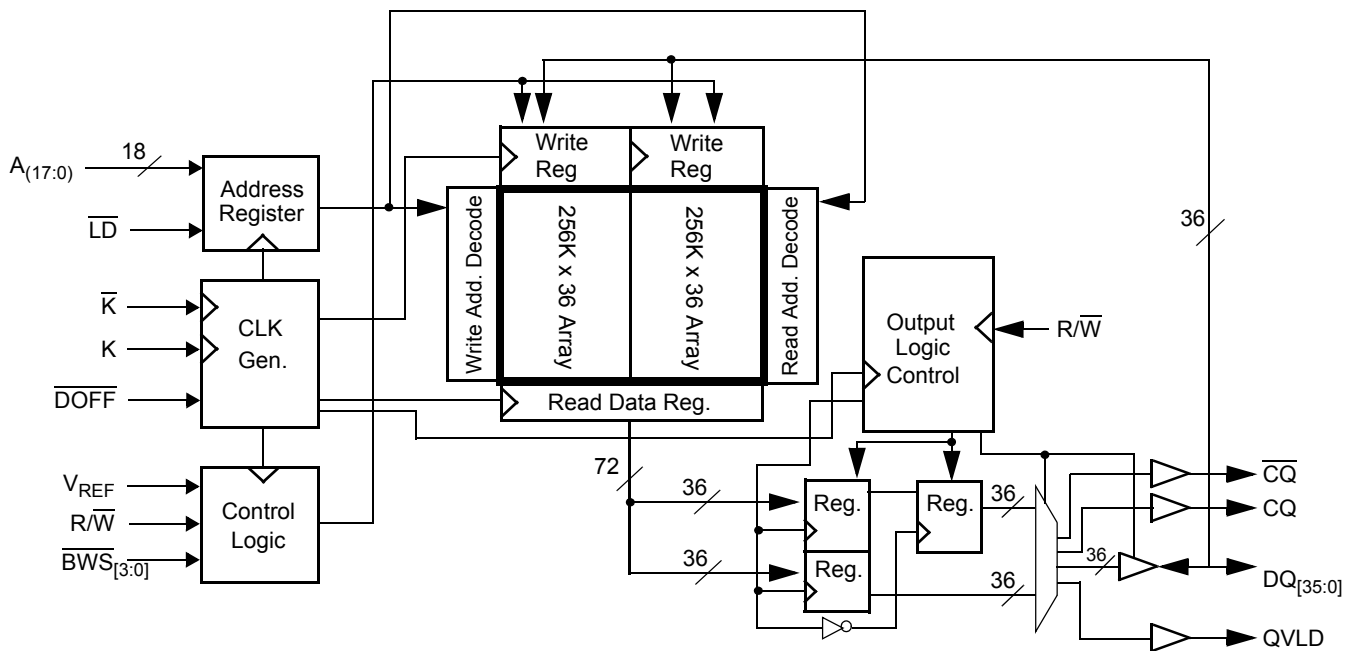 Write
Reg
Write
Reg
18
A(17:0)
Address
Register
LD
Write Add. Decode
256K x 36 Array
256K x 36 Array
Read Add. Decode
36
K
K
CLK
Gen.
DOFF
Output
Logic
Control
R/W
Read Data Reg.
VREF
R/W
BWS[3:0]
Control
Logic
72
36
Reg.
Reg.
36
CQ
CQ
36
Reg.
36
36
DQ[35:0]
QVLD